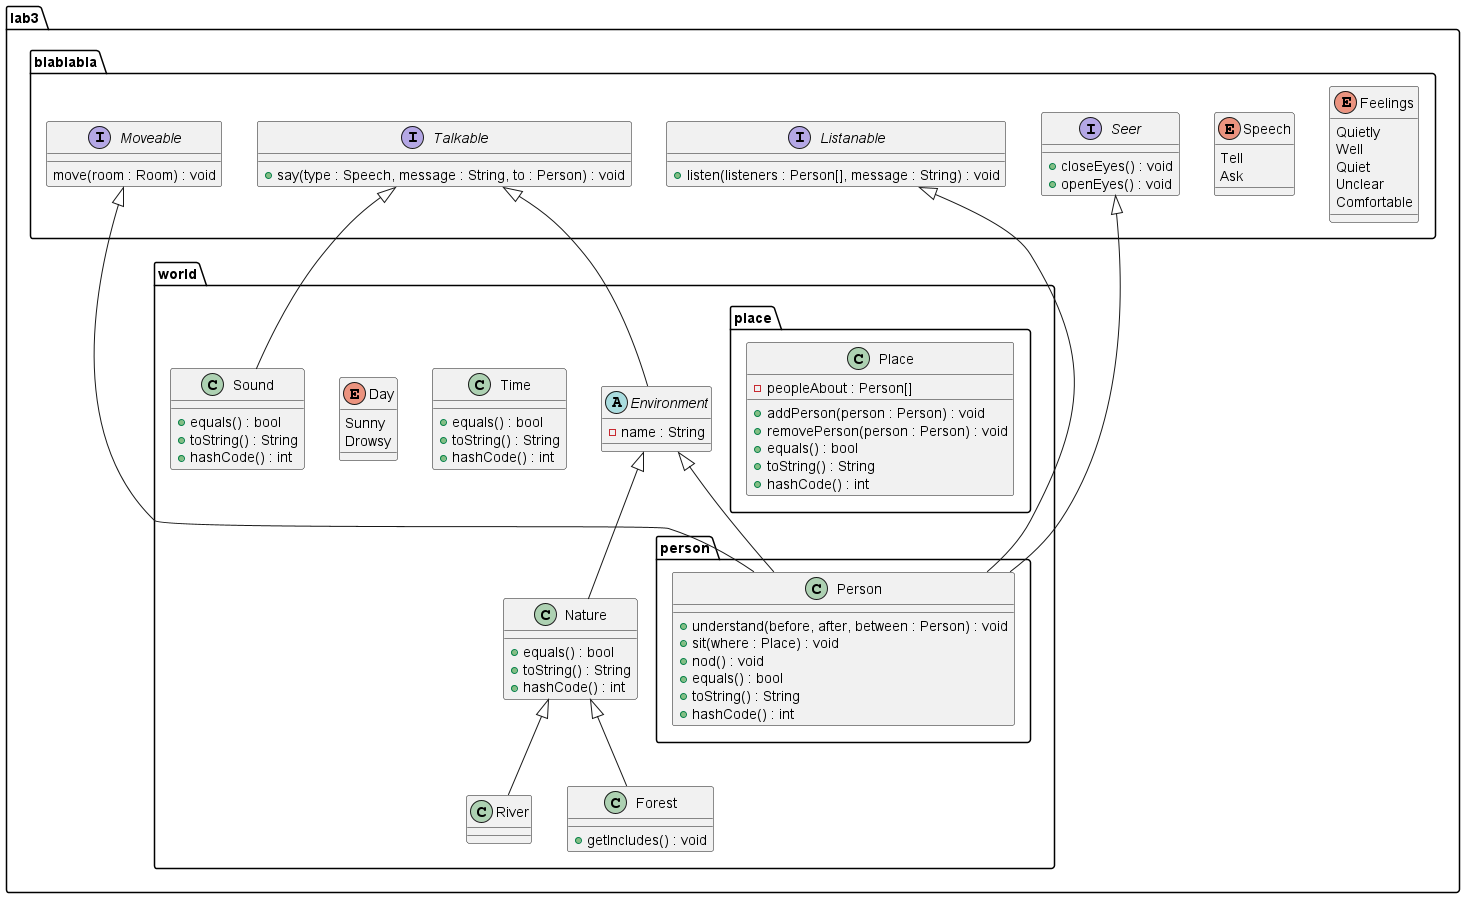 lab3
blablabla
I Moveable
move(room : Room) : void
I Talkable
say(type : Speech, message : String, to : Person) : void
I Listanable
listen(listeners : Person[], message : String) : void
I Seer
closeEyes() : void
openEyes() : void
E Speech
Tell
Ask
E Feelings
Quietly
Well
Quiet
Unclear
Comfortable
world
C Sound
equals() : bool
toString() : String
hashCode() : int
E Day
Sunny
Drowsy
C Time
equals() : bool
toString() : String
hashCode() : int
A Environment
name : String
place
C Place
peopleAbout : Person[]
addPerson(person : Person) : void
removePerson(person : Person) : void
equals() : bool
toString() : String
hashCode() : int
C Nature
equals() : bool
toString() : String
hashCode() : int
person
C Person
understand(before, after, between : Person) : void
sit(where : Place) : void
nod() : void
equals() : bool
toString() : String
hashCode() : int
C River
C Forest
getIncludes() : void